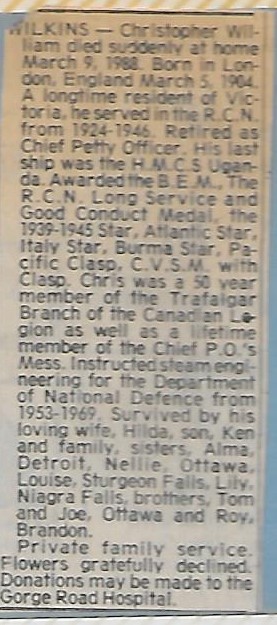 WILKINS — Christopher Wil-
liam died suddenly at home
March 9, 1988. Born in Lon-
don, England March 5, 1904.
A longtime resident of Vic-
toria, he served in the R.C.N.
from 1924-1946. Retired as
Chief Petty Officer. His last
ship was the H.M.C.S Ugan-
da. Awarded the B.E.M., The
R.C.N. Long Service and
Good Conduct Medal, the
1939-1945 Star, Atlantic Star,
Italy Star, Burma Star, Pa-
cific Clasp, C.V.S.M. with
Clasp. Chris was a 50 year
member of the Trafalgar
Branch of the Canadian Le-
gion as well as a lifetime
member of the Chief P.O.'s
Mess. Instructed steam engi-
neering for the Department
of National Defence from
1953-1969. Survived by his
loving wife, Hilda, son, Ken
and family, sisters, Alma,
Detroit, Nellie, Ottawa,
Louise, Sturgeon Falls, Lily,
Niagra Falls, brothers, Tom
and Joe, Ottawa and Roy,
Brandon.
Private family service.
Flowers gratefully declined.
Donations may be made to the
Gorge Road Hospital.